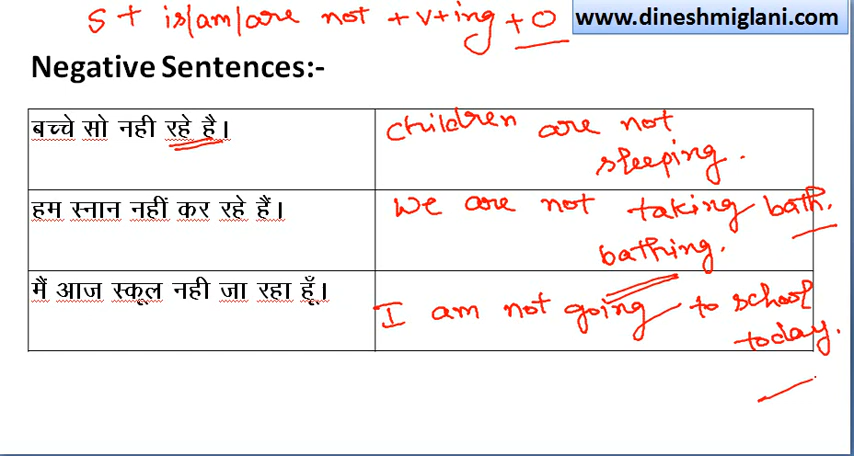 S + is/am/are not + v+ing + O
www.dineshmiglani.com
Negative Sentences:-
बच्चे सो नही रहे है।
children are not
sleeping.
हम स्नान नहीं कर रहे हैं।
We are not taking bath.
bathing.
मैं आज स्कूल नही जा रहा हूँ।
I am not going to school
today.